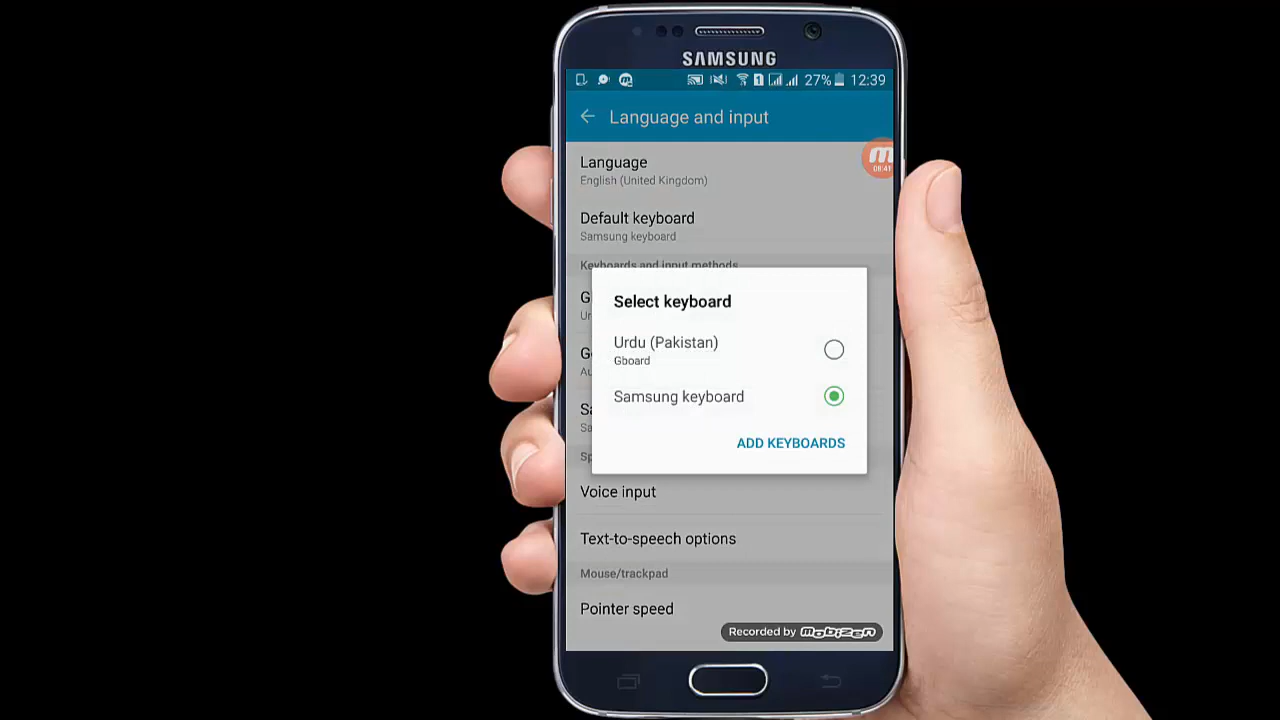 SAMSUNG
27% 12:39
Language and input
Language
English (United Kingdom)
08:41
Default keyboard
Samsung keyboard
Keyboards and input methods
Select keyboard
Urdu (Pakistan)
Gboard
Samsung keyboard
ADD KEYBOARDS
Voice input
Text-to-speech options
Mouse/trackpad
Pointer speed
Recorded by mobizen